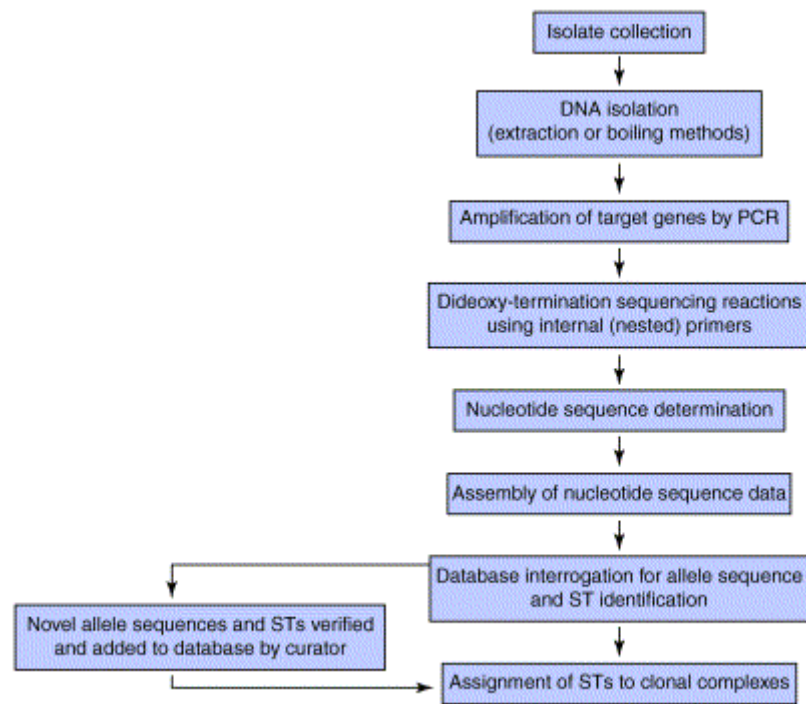 Isolate collection
DNA isolation
(extraction or boiling methods)
Amplification of target genes by PCR
Dideoxy-termination sequencing reactions
using internal (nested) primers
Nucleotide sequence determination
Assembly of nucleotide sequence data
Database interrogation for allele sequence
and ST identification
Novel allele sequences and STs verified
and added to database by curator
Assignment of STs to clonal complexes